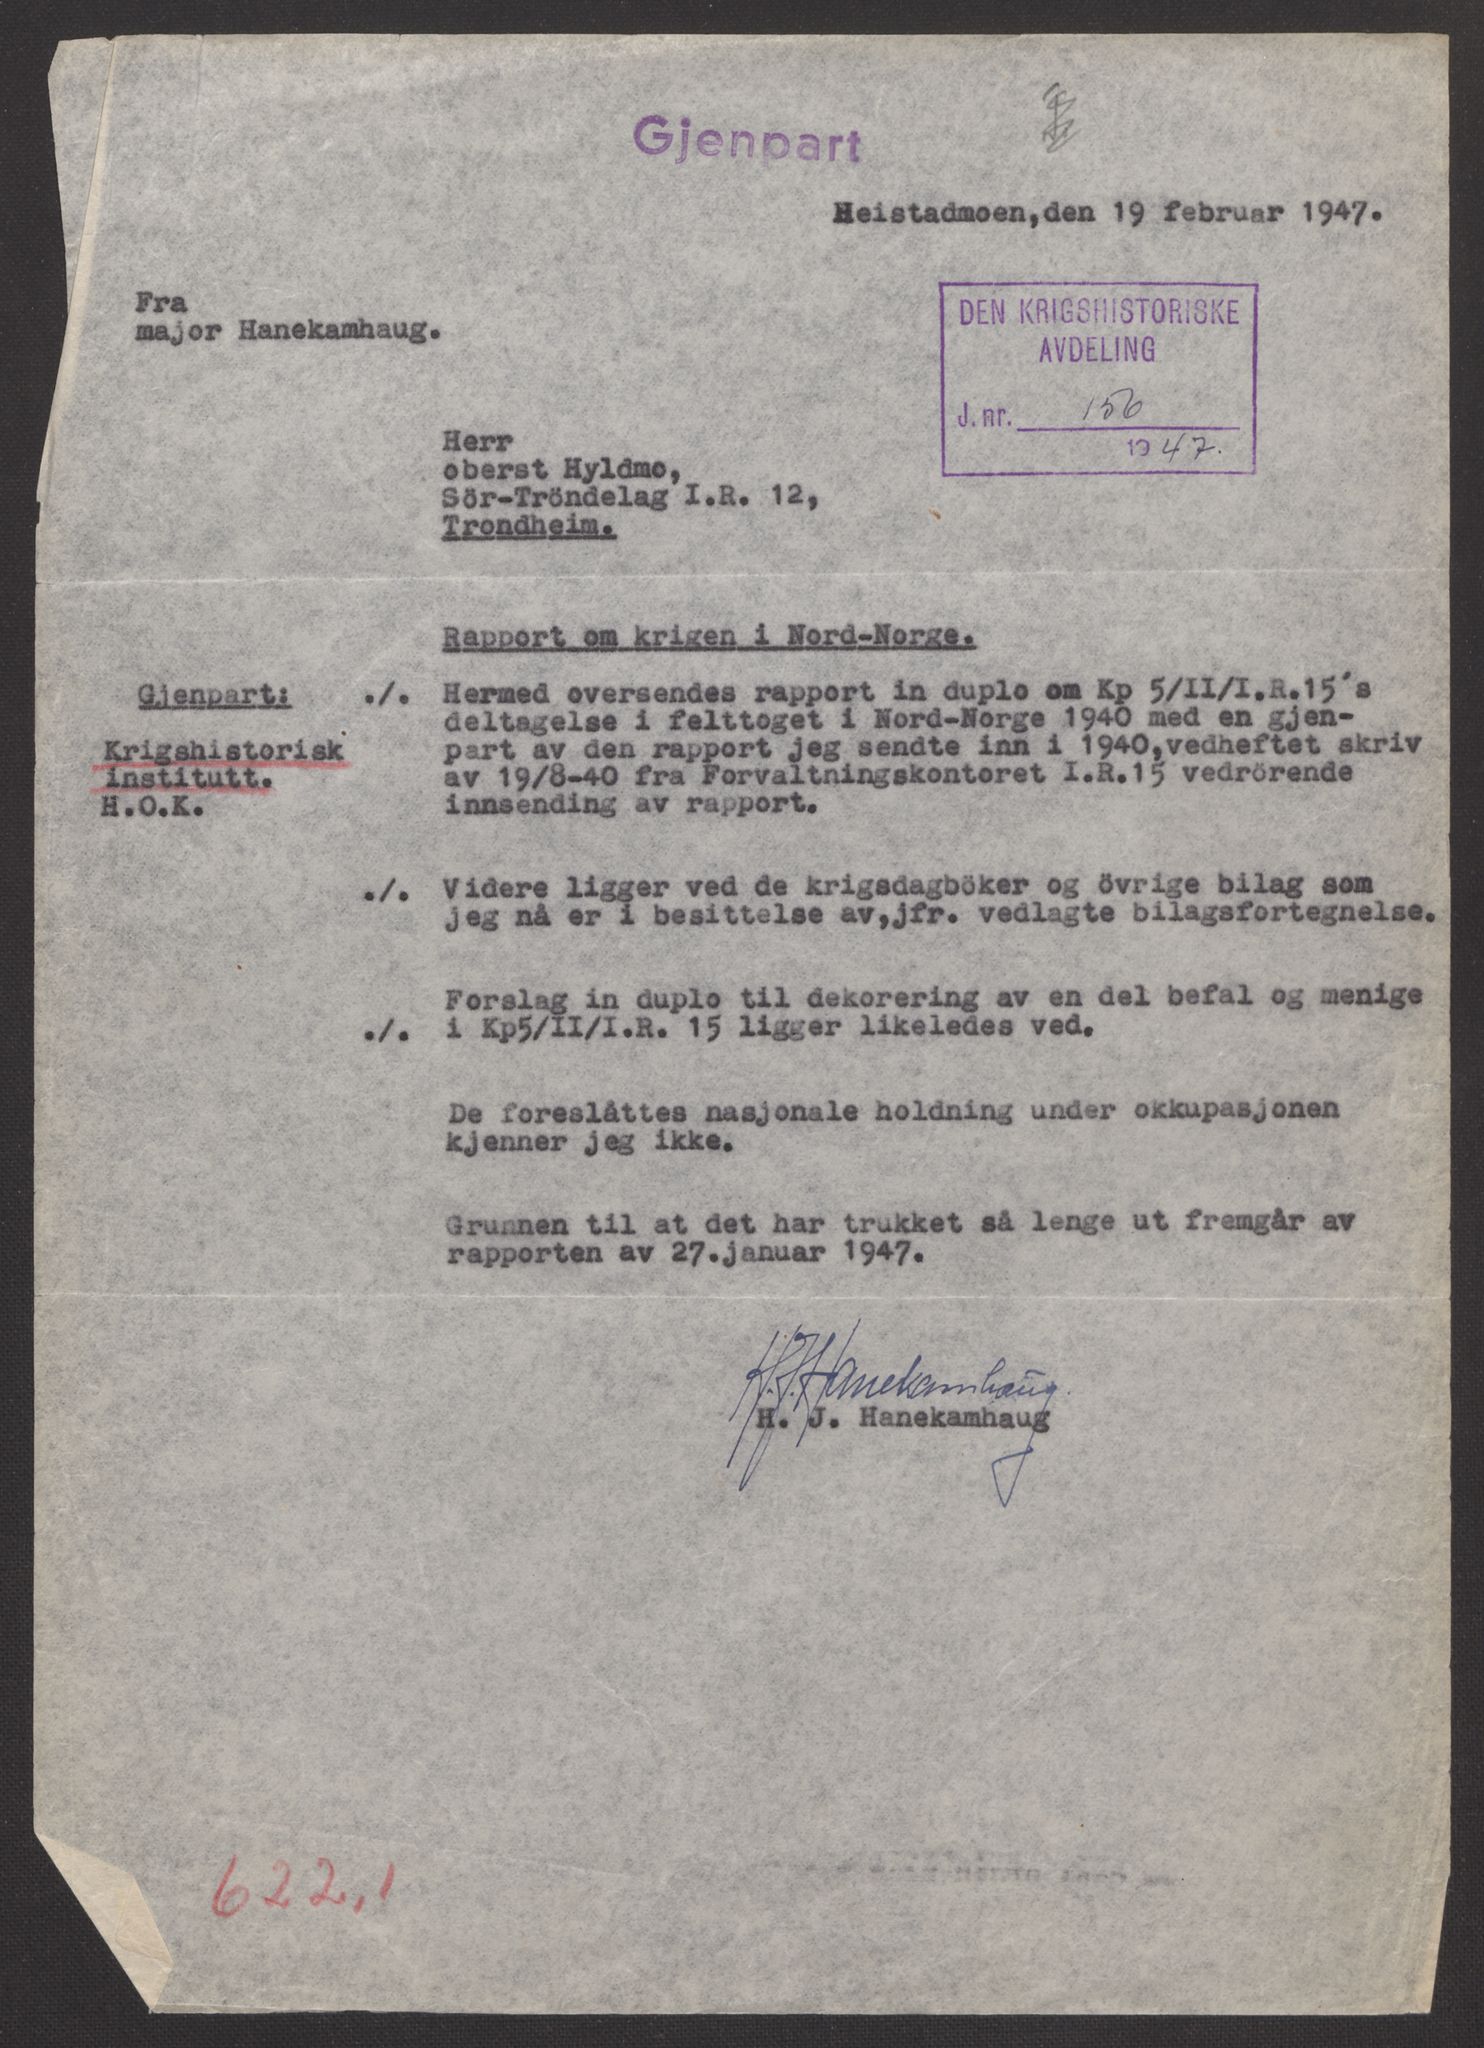 Gjenpart
Heistadmoen,den 19 februar 1947.
Fra
major Hanekamhaug.
DEN KRIGSHISTORISKE
AVDELING
J. nr. 156
1947.
Herr
oberst Hyldmo,
Sör-Tröndelag I.R. 12,
Trondheim.
Rapport om krigen i Nord-Norge.
Gjenpart:
Krigshistorisk
institutt.
H.O.K.
./. Hermed oversendes rapport in duplo om Kp 5/II/I.R.15's
deltagelse i felttoget i Nord-Norge 1940 med en gjen-
part av den rapport jeg sendte inn i 1940,vedheftet skriv
av 19/8-40 fra Forvaltningskontoret I.R.15 vedrörende
innsending av rapport.
./. Videre ligger ved de krigsdagböker og övrige bilag som
jeg nå er i besittelse av,jfr. vedlagte bilagsfortegnelse.
Forslag in duplo til dekorering av en del befal og menige
./. i Kp5/II/I.R. 15 ligger likeledes ved.
De foreslåttes nasjonale holdning under okkupasjonen
kjenner jeg ikke.
Grunnen til at det har trukket så lenge ut fremgår av
rapporten av 27.januar 1947.
H.J. Hanekamhaug.
H. J. Hanekamhaug
622,1